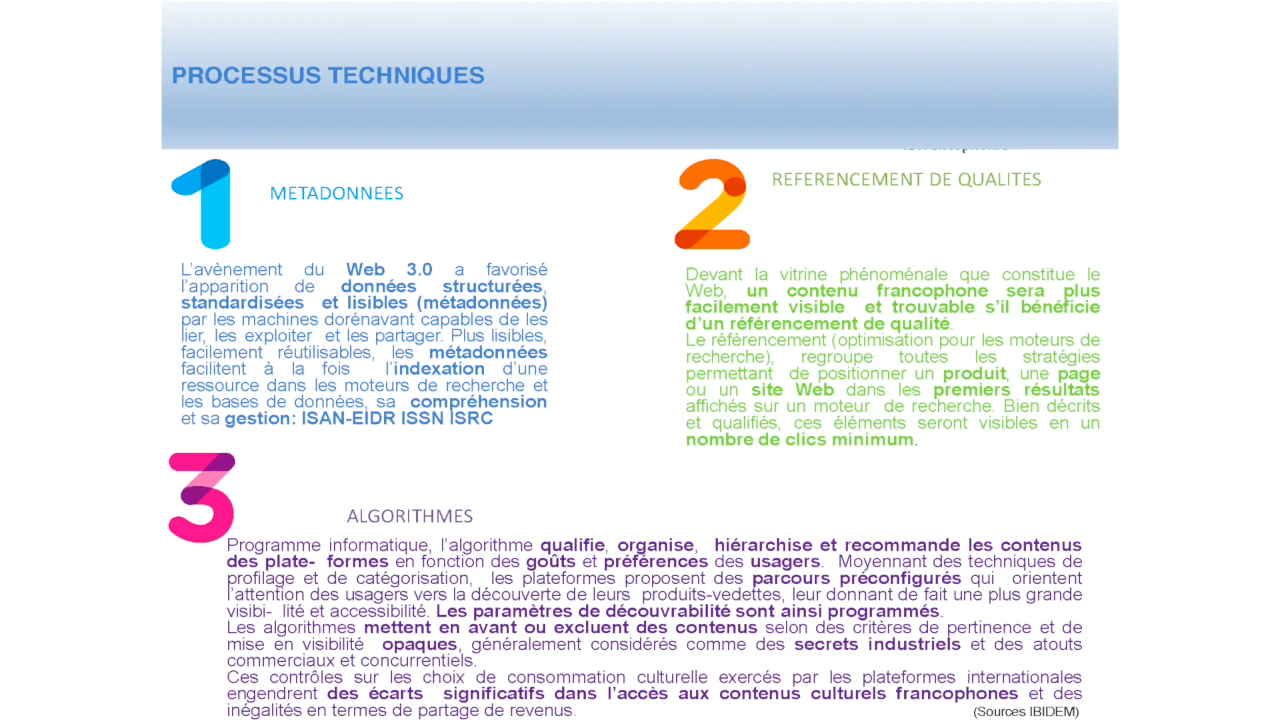 PROCESSUS TECHNIQUES
1
METADONNEES
L'avènement du Web 3.0 a favorisé
l'apparition de données structurées,
standardisées et lisibles (métadonnées)
par les machines dorénavant capables de les
lier, les exploiter et les partager. Plus lisibles,
facilement réutilisables, les métadonnées
facilitent à la fois l'indexation d'une
ressource dans les moteurs de recherche et
les bases de données, sa compréhension
et sa gestion: ISAN-EIDR ISSN ISRC
2
REFERENCEMENT DE QUALITES
Devant la vitrine phénoménale que constitue le
Web, un contenu francophone sera plus
facilement visible et trouvable s'il bénéficie
d'un référencement de qualité.
Le référencement (optimisation pour les moteurs de
recherche), regroupe toutes les stratégies
permettant de positionner un produit, une page
ou un site Web dans les premiers résultats
affichés sur un moteur de recherche. Bien décrits
et qualifiés, ces éléments seront visibles en un
nombre de clics minimum.
3
ALGORITHMES
Programme informatique, l'algorithme qualifie, organise, hiérarchise et recommande les contenus
des plate- formes en fonction des goûts et préférences des usagers. Moyennant des techniques de
profilage et de catégorisation, les plateformes proposent des parcours préconfigurés qui orientent
l'attention des usagers vers la découverte de leurs produits-vedettes, leur donnant de fait une plus grande
visibi- lité et accessibilité. Les paramètres de découvrabilité sont ainsi programmés.
Les algorithmes mettent en avant ou excluent des contenus selon des critères de pertinence et de
mise en visibilité opaques, généralement considérés comme des secrets industriels et des atouts
commerciaux et concurrentiels.
Ces contrôles sur les choix de consommation culturelle exercés par les plateformes internationales
engendrent des écarts significatifs dans l'accès aux contenus culturels francophones et des
inégalités en termes de partage de revenus.
(Sources IBIDEM)